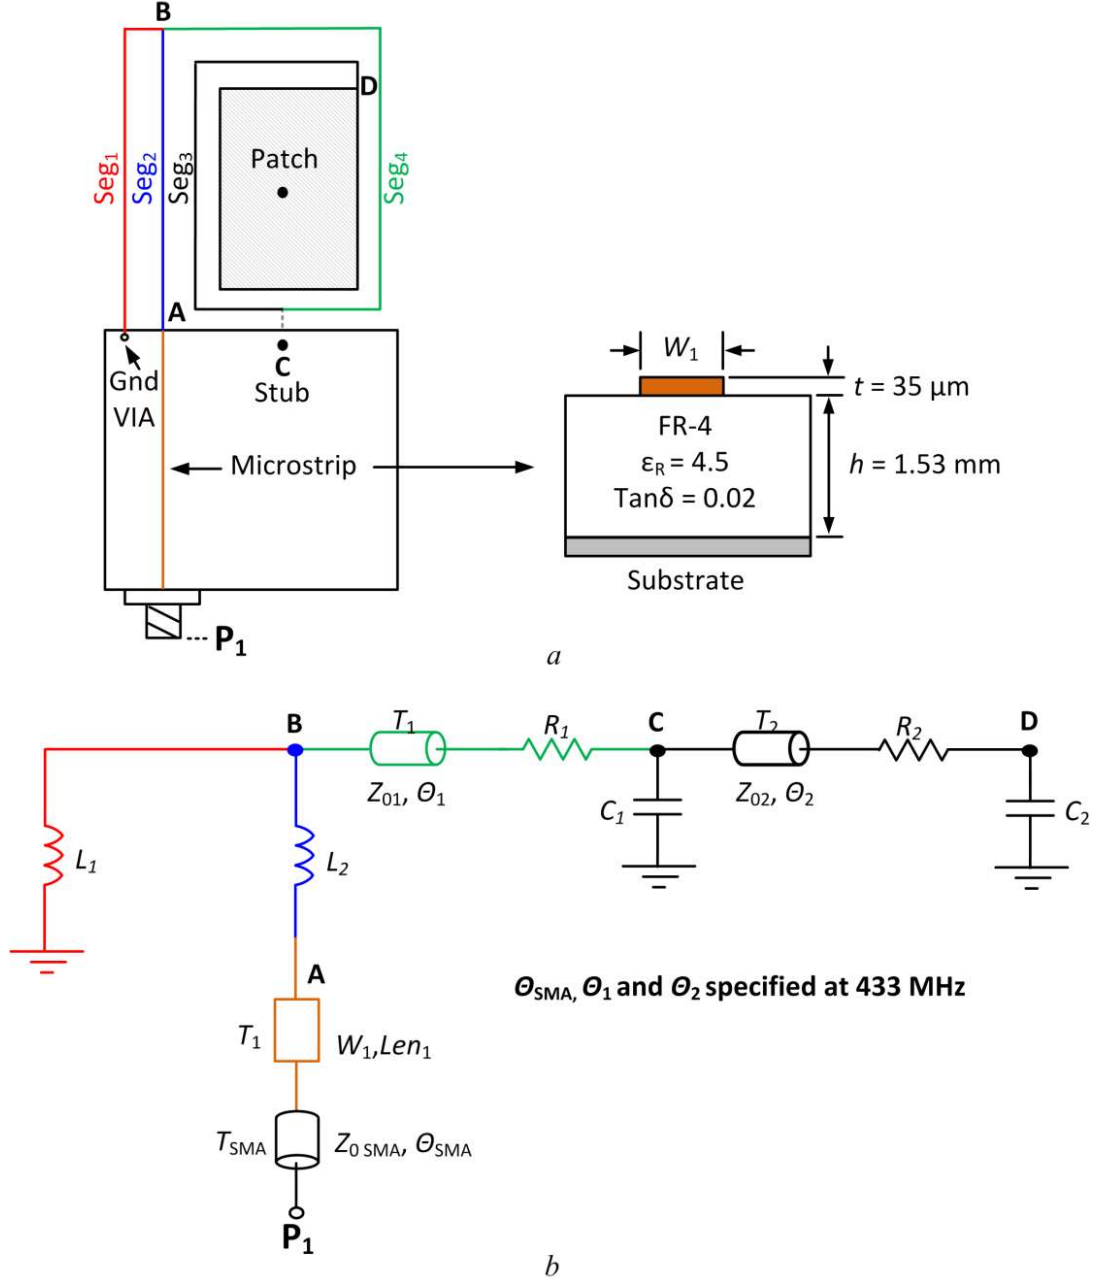 B
D
Seg₁
Seg₂
Seg₃
Patch
Seg₄
A
C
Gnd
VIA
Stub
Microstrip
P₁
W₁
t = 35 µm
FR-4
εR = 4.5
Tanδ = 0.02
h = 1.53 mm
Substrate
a
B
T₁
R₁
C
T₂
R₂
D
Z₀₁, Θ₁
Z₀₂, Θ₂
C₁
C₂
L₁
L₂
A
ΘSMA, Θ₁ and Θ₂ specified at 433 MHz
T₁
W₁,Len₁
TSMA
Z₀ SMA, ΘSMA
P₁
b